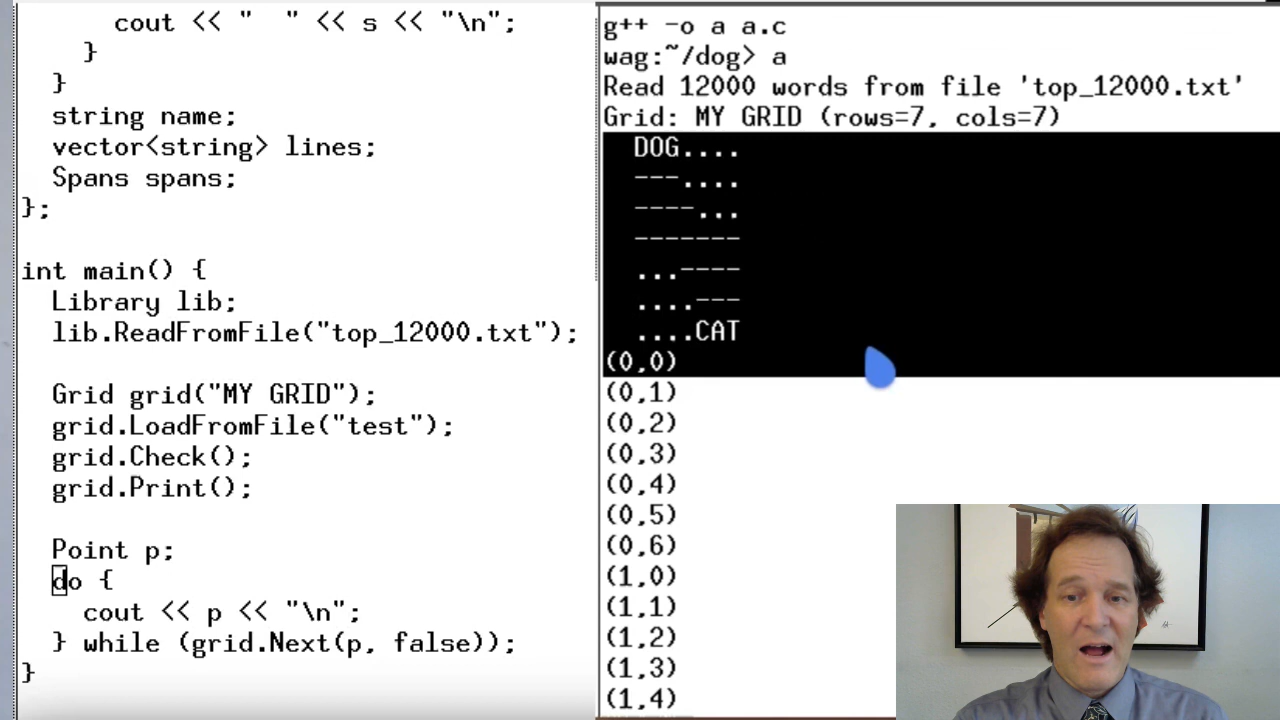 cout << "  " << s << "\n";
}
}
string name;
vector<string> lines;
Spans spans;
};
int main() {
Library lib;
lib.ReadFromFile("top_12000.txt");
Grid grid("MY GRID");
grid.LoadFromFile("test");
grid.Check();
grid.Print();
Point p;
do {
cout << p << "\n";
} while (grid.Next(p, false));
}
g++ -o a a.c
wag:~/dog> a
Read 12000 words from file 'top_12000.txt'
Grid: MY GRID (rows=7, cols=7)
DOG....
---....
----...
-------
...----
....---
....CAT
(0,0)
(0,1)
(0,2)
(0,3)
(0,4)
(0,5)
(0,6)
(1,0)
(1,1)
(1,2)
(1,3)
(1,4)